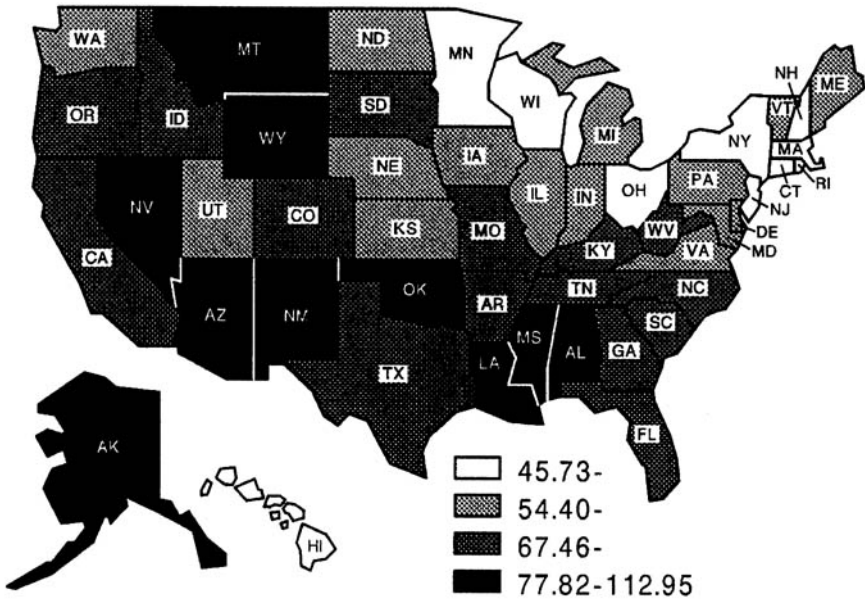 WA
MT
ND
MN
NH
ME
VT
OR
ID
SD
WI
NY
MA
MI
WY
CT
RI
IA
NE
PA
NJ
NV
UT
IL
IN
OH
CO
DE
KS
MO
WV
KY
VA
MD
CA
TN
NC
OK
AZ
NM
AR
SC
MS
AL
GA
LA
TX
FL
AK
HI
45.73-
54.40-
67.46-
77.82-112.95